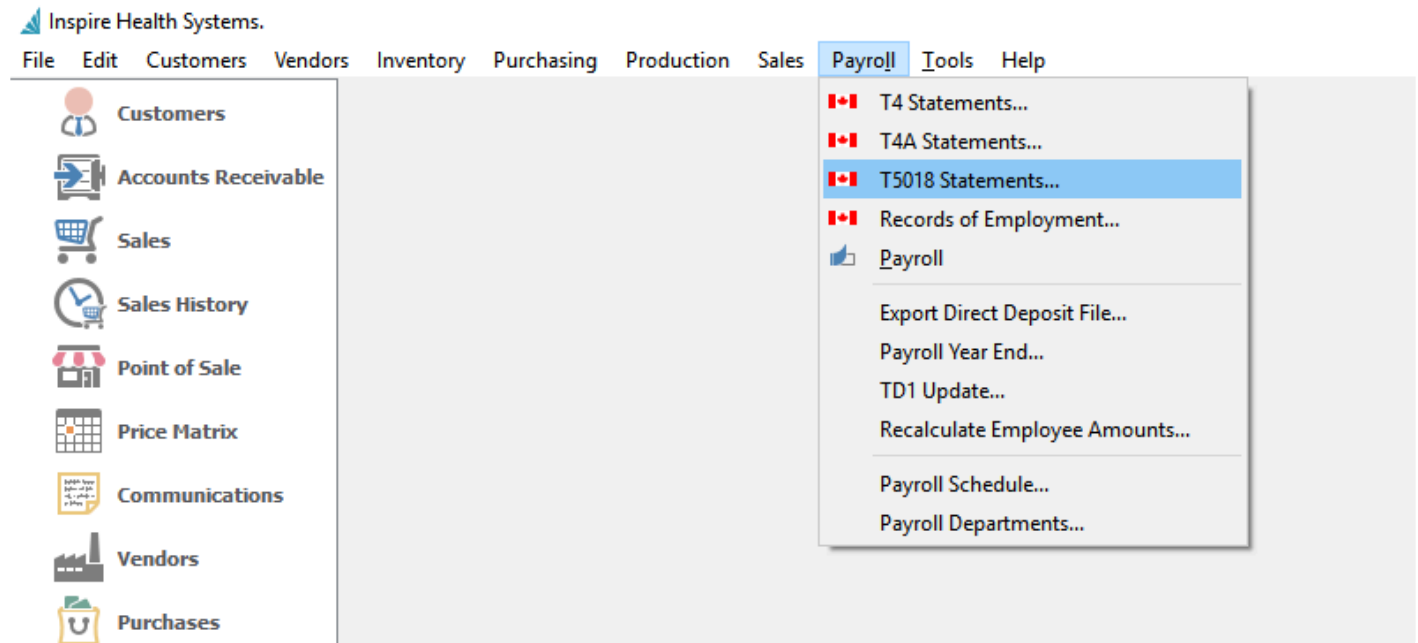 Inspire Health Systems.
File Edit Customers Vendors Inventory Purchasing Production Sales Payroll Tools Help
Customers
Accounts Receivable
Sales
Sales History
Point of Sale
Price Matrix
Communications
Vendors
Purchases
T4 Statements...
T4A Statements...
T5018 Statements...
Records of Employment...
Payroll
Export Direct Deposit File...
Payroll Year End...
TD1 Update...
Recalculate Employee Amounts...
Payroll Schedule...
Payroll Departments...